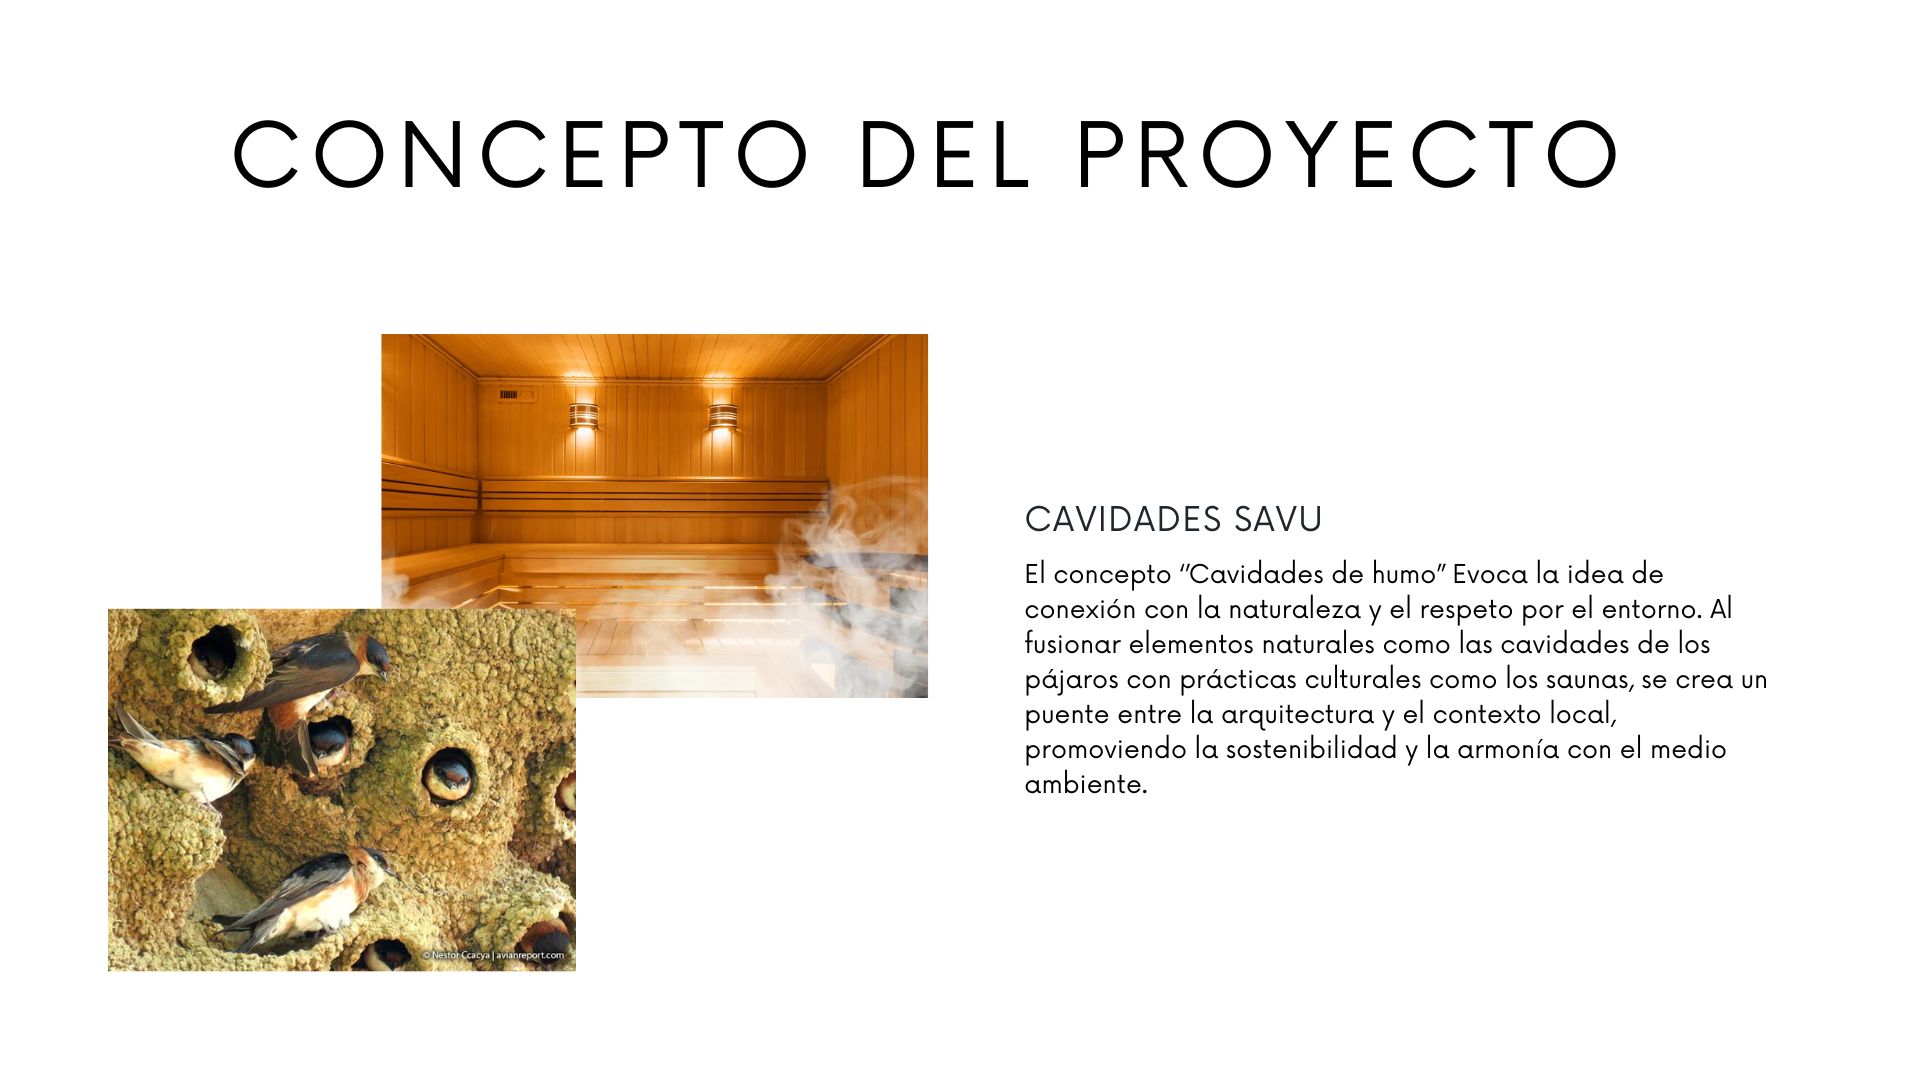 CONCEPTO DEL PROYECTO
CAVIDADES SAVU
El concepto “Cavidades de humo” Evoca la idea de
conexión con la naturaleza y el respeto por el entorno. Al
fusionar elementos naturales como las cavidades de los
pájaros con prácticas culturales como los saunas, se crea un
puente entre la arquitectura y el contexto local,
promoviendo la sostenibilidad y la armonía con el medio
ambiente.
© Nestor Ccacya | avianreport.com